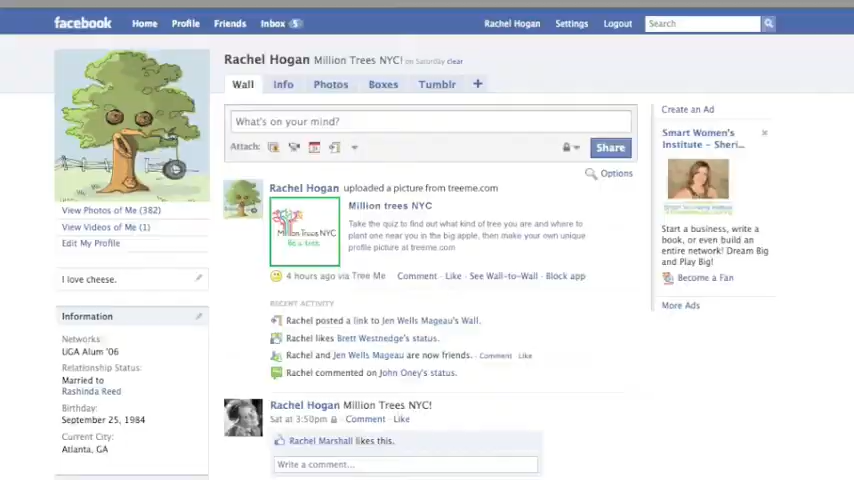 facebook Home Profile Friends Inbox 5 Rachel Hogan Settings Logout Search
Rachel Hogan Million Trees NYC! on Saturday clear
Wall Info Photos Boxes Tumblr +
What's on your mind?
Attach: Share
Options
View Photos of Me (382)
View Videos of Me (1)
Edit My Profile
I love cheese.
Information
Networks:
UGA Alum '06
Relationship Status:
Married to
Rashinda Reed
Birthday:
September 25, 1984
Current City:
Atlanta, GA
Rachel Hogan uploaded a picture from treeme.com
Million Trees NYC
Be a tree.
Million trees NYC
Take the quiz to find out what kind of tree you are and where to
plant one near you in the big apple, then make your own unique
profile picture at treeme.com
4 hours ago via Tree Me Comment · Like · See Wall-to-Wall · Block app
RECENT ACTIVITY
Rachel posted a link to Jen Wells Mageau's Wall.
Rachel likes Brett Westnedge's status.
Rachel and Jen Wells Mageau are now friends. · Comment · Like
Rachel commented on John Oney's status.
Rachel Hogan Million Trees NYC!
Sat at 3:50pm · Comment · Like
Rachel Marshall likes this.
Write a comment...
Create an Ad
Smart Women's
Institute – Sheri...
Start a business, write a
book, or even build an
entire network! Dream Big
and Play Big!
Become a Fan
More Ads